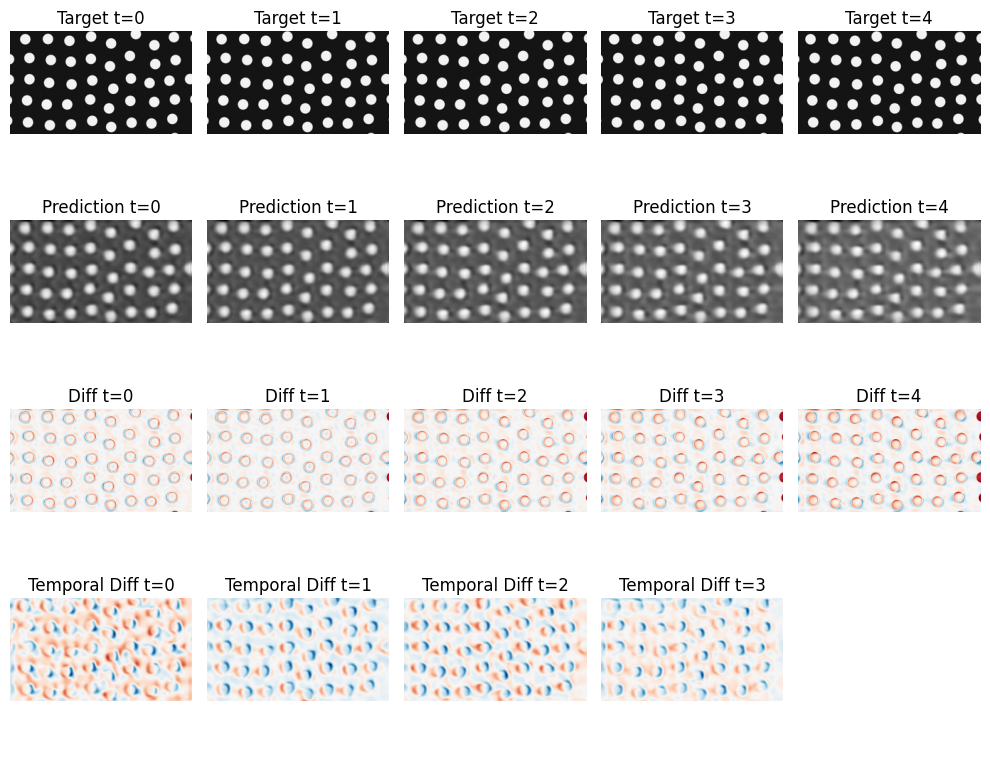 Target t=0 Target t=1 Target t=2 Target t=3 Target t=4
Prediction t=0 Prediction t=1 Prediction t=2 Prediction t=3 Prediction t=4
Diff t=0 Diff t=1 Diff t=2 Diff t=3 Diff t=4
Temporal Diff t=0 Temporal Diff t=1 Temporal Diff t=2 Temporal Diff t=3